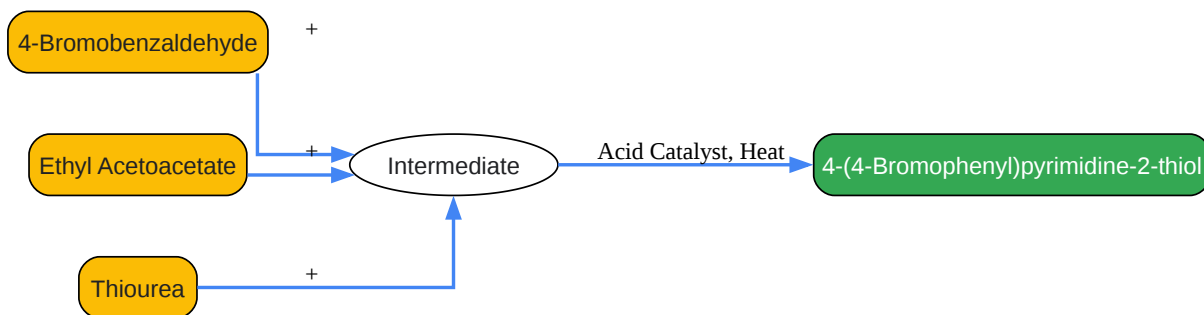 4-Bromobenzaldehyde
+
Ethyl Acetoacetate
+
Intermediate
Acid Catalyst, Heat
4-(4-Bromophenyl)pyrimidine-2-thiol
Thiourea
+